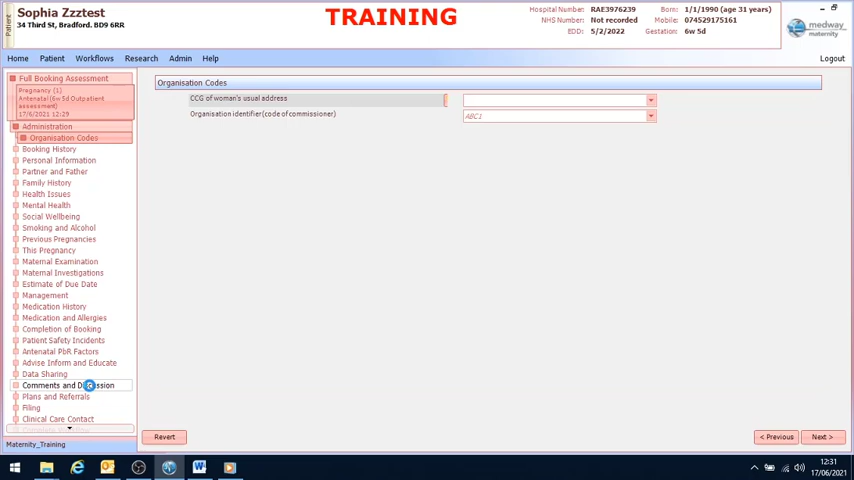 Patient
Sophia Zzztest
34 Third St, Bradford. BD9 6RR
TRAINING
Hospital Number: RAE3976239
NHS Number: Not recorded
EDD: 5/2/2022
Born: 1/1/1990 (age 31 years)
Mobile: 074529175161
Gestation: 6w 5d
medway
maternity
Home Patient Workflows Research Admin Help Logout
Full Booking Assessment
Pregnancy (1)
Antenatal (6w 5d Outpatient
assessment)
17/6/2021 12:29
Administration
Organisation Codes
Booking History
Personal Information
Partner and Father
Family History
Health Issues
Mental Health
Social Wellbeing
Smoking and Alcohol
Previous Pregnancies
This Pregnancy
Maternal Examination
Maternal Investigations
Estimate of Due Date
Management
Medication History
Medication and Allergies
Completion of Booking
Patient Safety Incidents
Antenatal PbR Factors
Advise Inform and Educate
Data Sharing
Comments and D ssion
Plans and Referrals
Filing
Clinical Care Contact
Organisation Codes
CCG of woman's usual address
Organisation identifier(code of commissioner) ABC1
Revert
< Previous Next >
Maternity_Training
12:31
17/06/2021